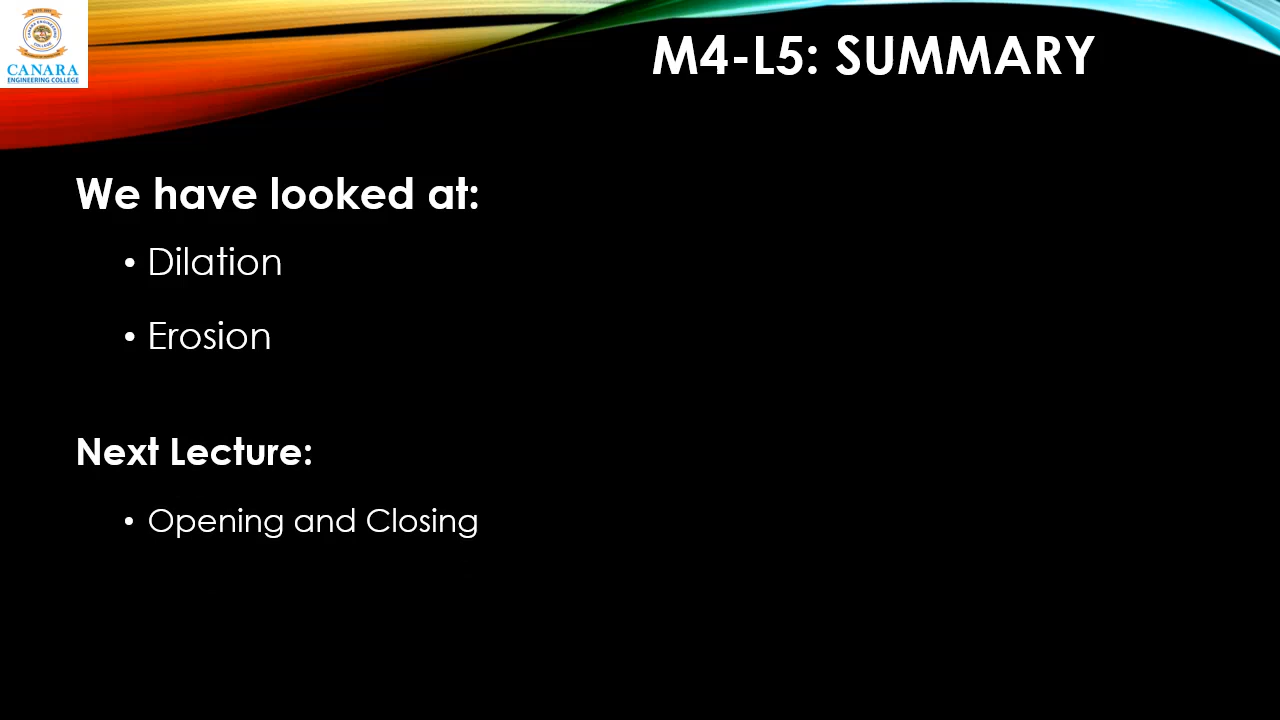 CANARA
ENGINEERING COLLEGE
M4-L5: SUMMARY
We have looked at:
• Dilation
• Erosion
Next Lecture:
• Opening and Closing